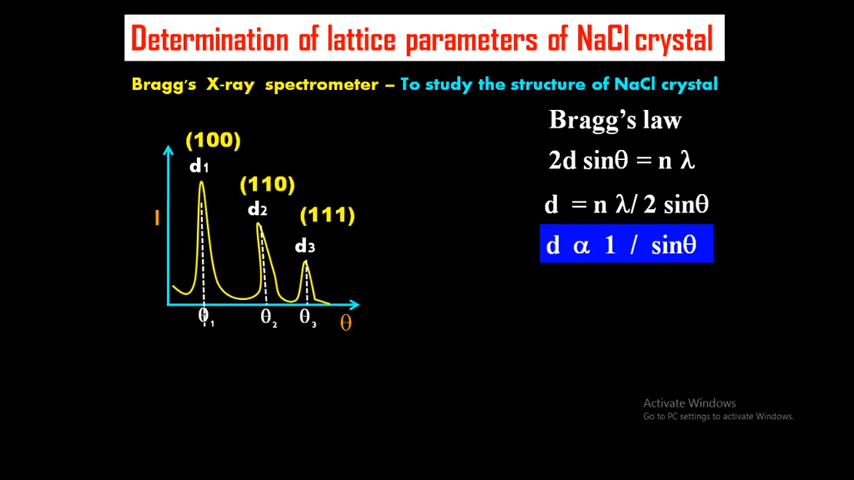 Determination of lattice parameters of NaCl crystal
Bragg's X-ray spectrometer – To study the structure of NaCl crystal
Bragg's law
2d sinθ = n λ
d = n λ/ 2 sinθ
d α 1 / sinθ
(100)
d1
(110)
d2
(111)
d3
I
θ1 θ2 θ3
θ
Activate Windows
Go to PC settings to activate Windows.